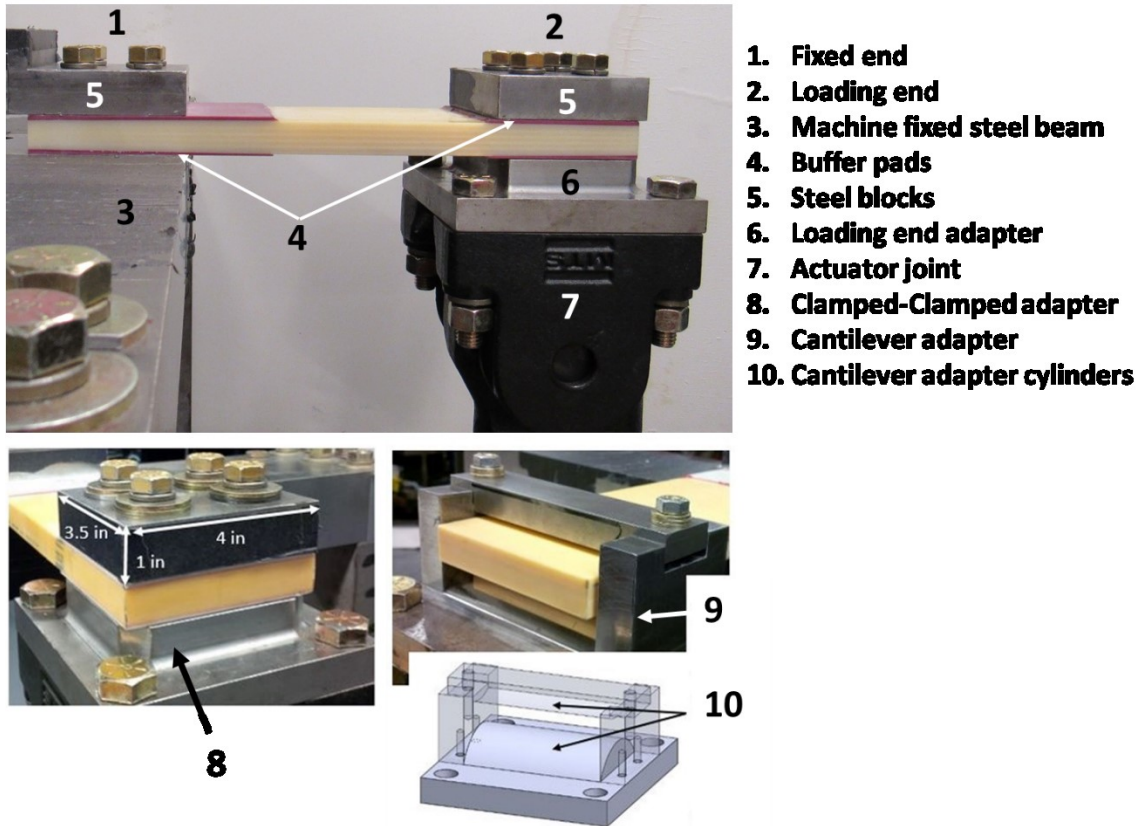 1
2
5
5
3
4
6
MTS
7
1. Fixed end
2. Loading end
3. Machine fixed steel beam
4. Buffer pads
5. Steel blocks
6. Loading end adapter
7. Actuator joint
8. Clamped-Clamped adapter
9. Cantilever adapter
10. Cantilever adapter cylinders
3.5 in
4 in
1 in
8
9
10